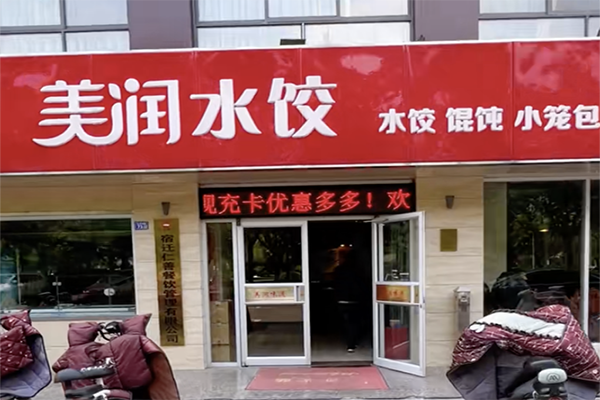 美润水饺
水饺 馄饨 小笼包
现充卡优惠多多！欢
宿迁仁善餐饮管理有限公司